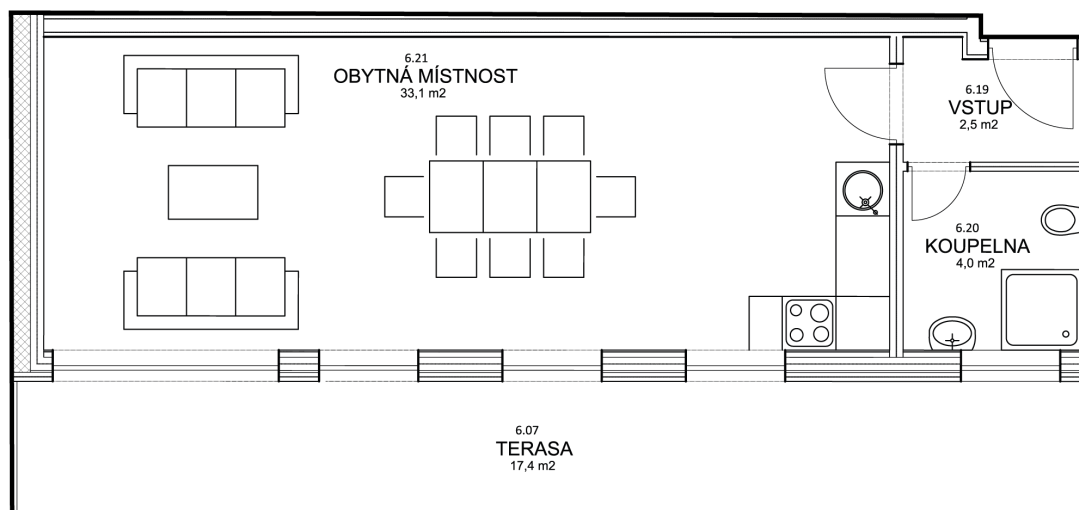 6.21
OBYTNÁ MÍSTNOST
33,1 m2
6.19
VSTUP
2,5 m2
6.20
KOUPELNA
4,0 m2
6.07
TERASA
17,4 m2